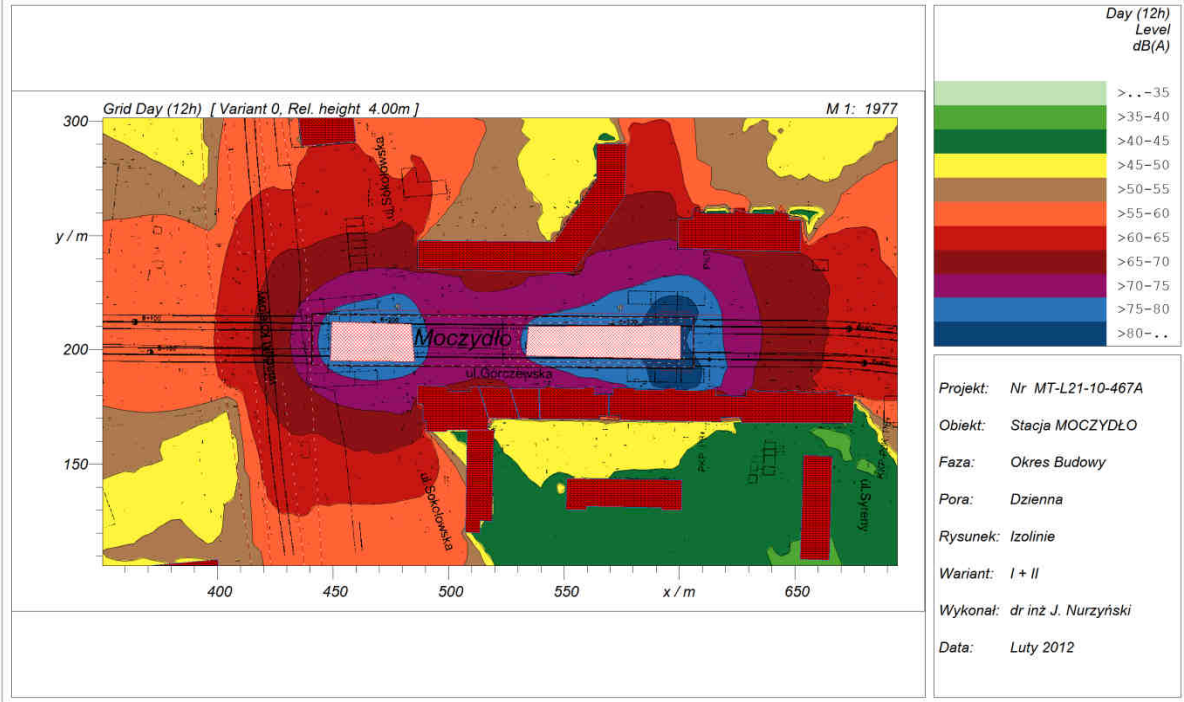 Day (12h)
Level
dB(A)
>..-35
>35-40
>40-45
>45-50
>50-55
>55-60
>60-65
>65-70
>70-75
>75-80
>80-..
Grid Day (12h) [ Variant 0, Rel. height 4.00m ]
M 1: 1977
300
y / m
200
150
400
450
500
550
x / m
650
ul.Sokołowska
Moczydło
ul.Górczewska
ul.Sokołowska
PKP
PKP
ul.Syreny
Projekt: Nr MT-L21-10-467A
Obiekt: Stacja MOCZYDŁO
Faza: Okres Budowy
Pora: Dzienna
Rysunek: Izolinie
Wariant: I + II
Wykonał: dr inż J. Nurzyński
Data: Luty 2012